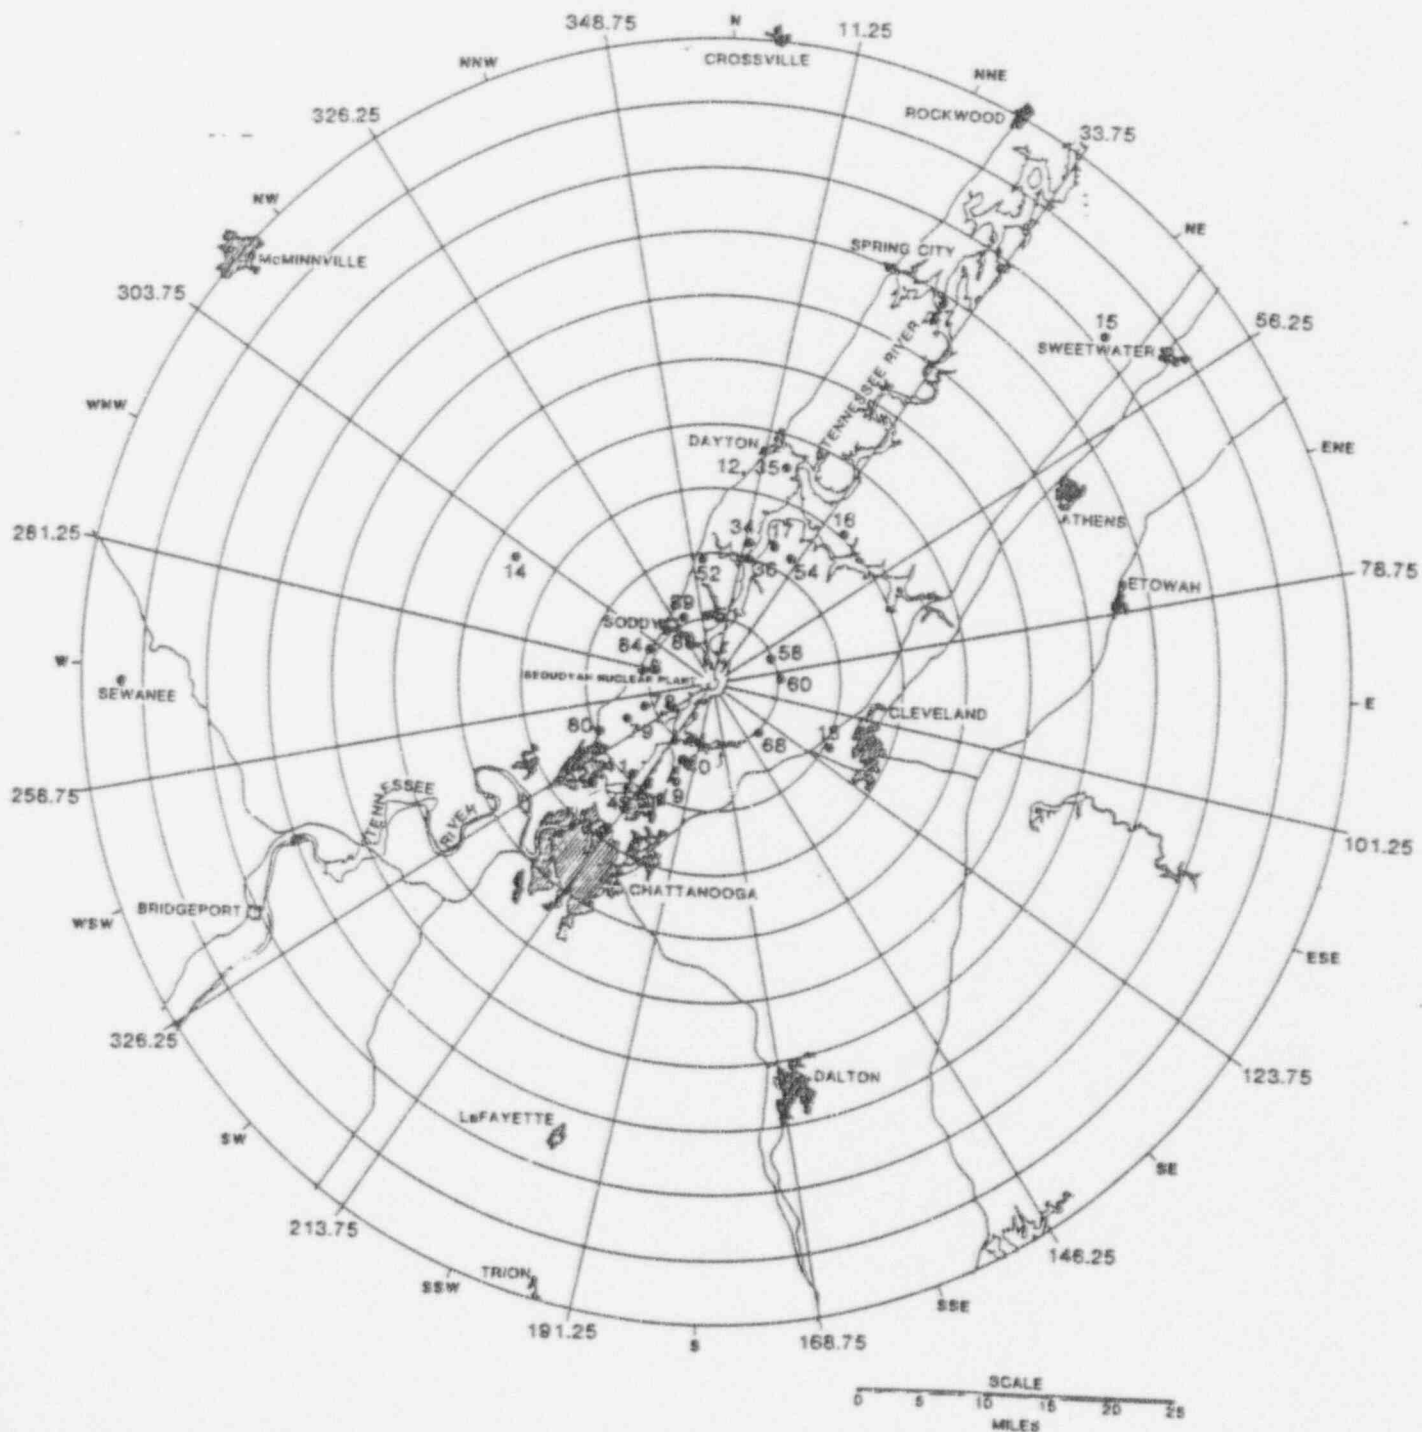 N
348.75
11.25
CROSSVILLE
NNW
NNE
326.25
ROCKWOOD
33.75
NW
NE
McMINNVILLE
SPRING CITY
303.75
15
56.25
SWEETWATER
TENNESSEE RIVER
WNW
DAYTON
ENE
12, 35
ATHENS
34
17
16
281.25
14
52
36
54
78.75
ETOWAH
SODDY
84
58
W
SEQUOYAH NUCLEAR PLANT
60
SEWANEE
E
CLEVELAND
80
79
68
18
258.75
TENNESSEE
RIVER
101.25
CHATTANOOGA
BRIDGEPORT
WSW
ESE
326.25
DALTON
123.75
LaFAYETTE
SW
SE
213.75
146.25
TRION
SSW
SSE
191.25
S
168.75
SCALE
0 5 10 15 20 25
MILES